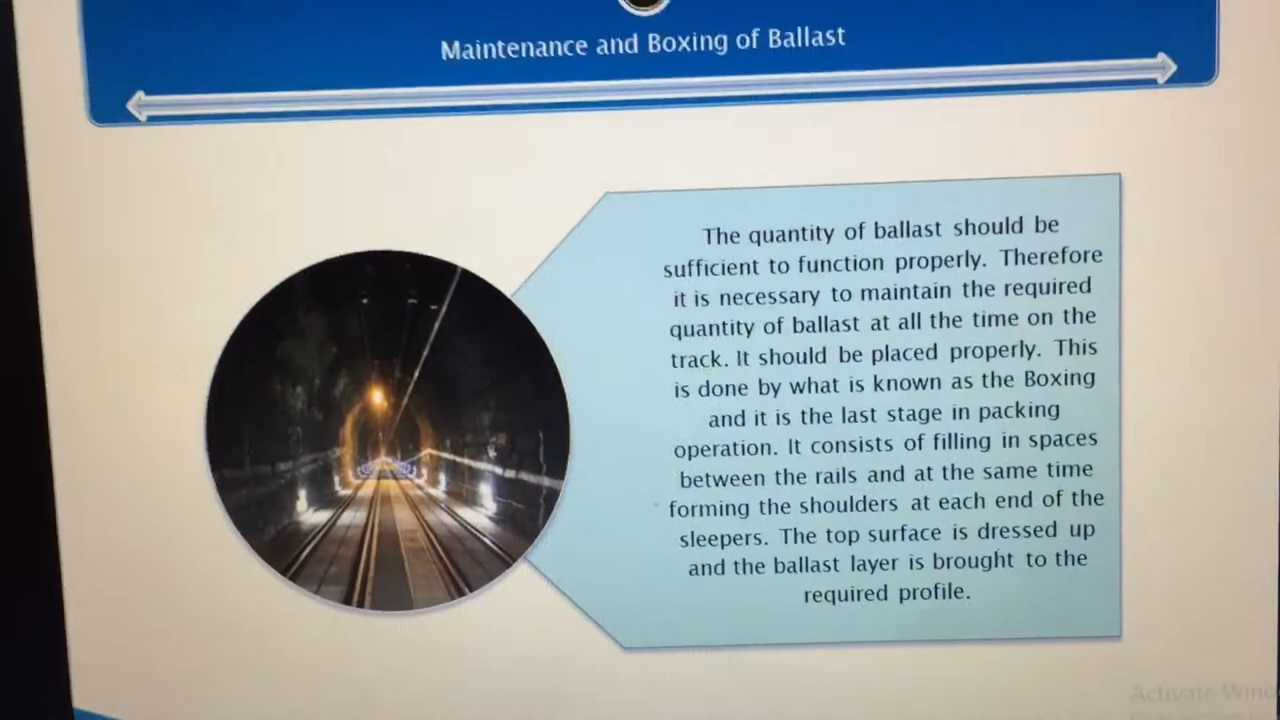 Maintenance and Boxing of Ballast
The quantity of ballast should be
sufficient to function properly. Therefore
it is necessary to maintain the required
quantity of ballast at all the time on the
track. It should be placed properly. This
is done by what is known as the Boxing
and it is the last stage in packing
operation. It consists of filling in spaces
between the rails and at the same time
forming the shoulders at each end of the
sleepers. The top surface is dressed up
and the ballast layer is brought to the
required profile.
Activate